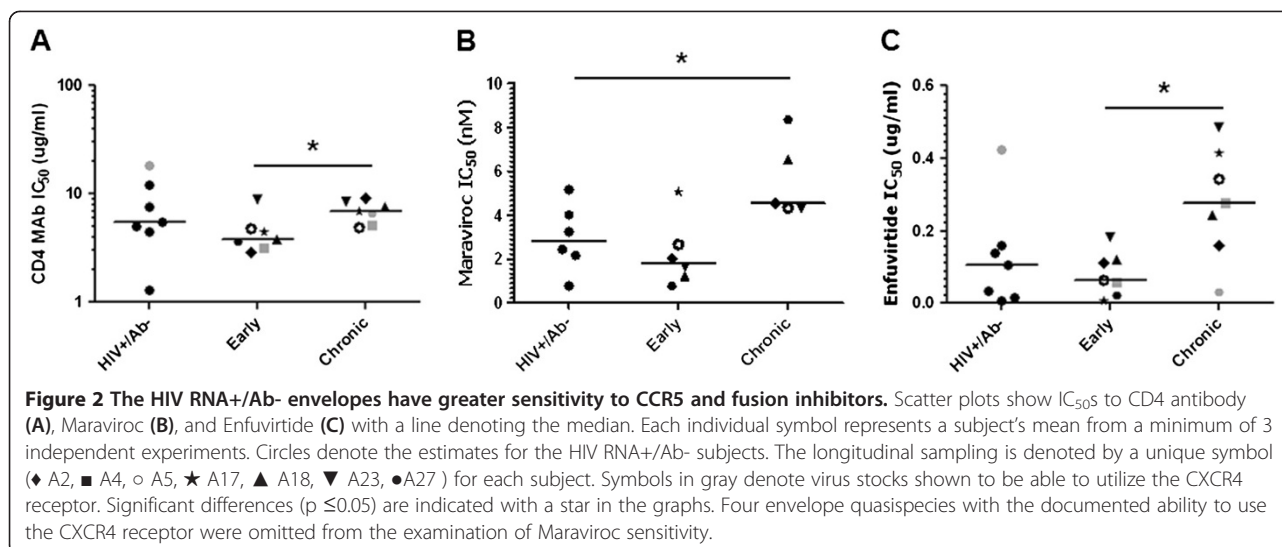 A
B
C
CD4 MAb IC50 (ug/ml)
100
10
1
HIV+/Ab-
Early
Chronic
*
Maraviroc IC50 (nM)
10
8
6
4
2
0
HIV+/Ab-
Early
Chronic
*
Enfuvirtide IC50 (ug/ml)
0.6
0.4
0.2
0.0
HIV+/Ab-
Early
Chronic
*
Figure 2 The HIV RNA+/Ab- envelopes have greater sensitivity to CCR5 and fusion inhibitors. Scatter plots show IC50s to CD4 antibody
(A), Maraviroc (B), and Enfuvirtide (C) with a line denoting the median. Each individual symbol represents a subject's mean from a minimum of 3
independent experiments. Circles denote the estimates for the HIV RNA+/Ab- subjects. The longitudinal sampling is denoted by a unique symbol
(♦ A2, ■ A4, ○ A5, ★ A17, ▲ A18, ▼ A23, ●A27 ) for each subject. Symbols in gray denote virus stocks shown to be able to utilize the CXCR4
receptor. Significant differences (p ≤0.05) are indicated with a star in the graphs. Four envelope quasispecies with the documented ability to use
the CXCR4 receptor were omitted from the examination of Maraviroc sensitivity.